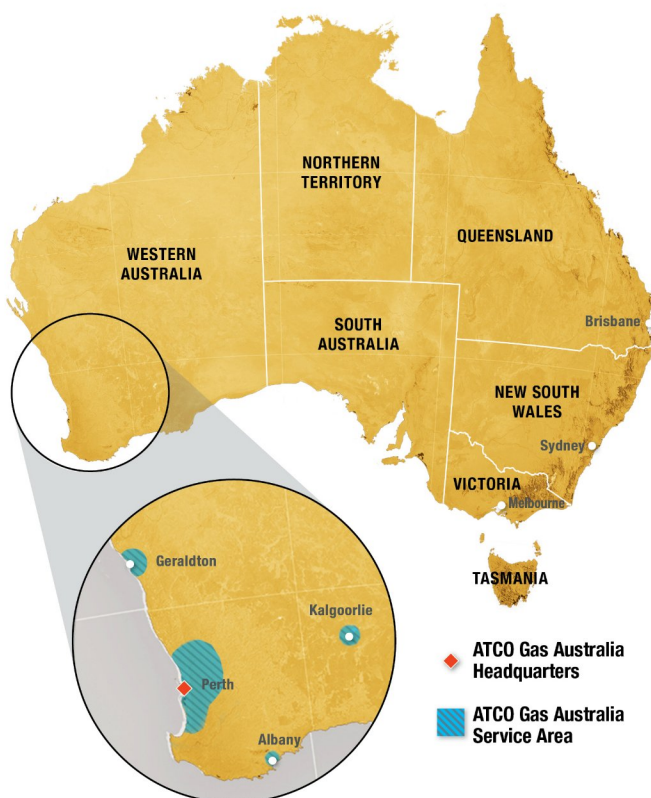 NORTHERN
TERRITORY
QUEENSLAND
WESTERN
AUSTRALIA
Brisbane
SOUTH
AUSTRALIA
NEW SOUTH
WALES
Sydney
VICTORIA
Melbourne
TASMANIA
Geraldton
Kalgoorlie
Perth
Albany
ATCO Gas Australia
Headquarters
ATCO Gas Australia
Service Area